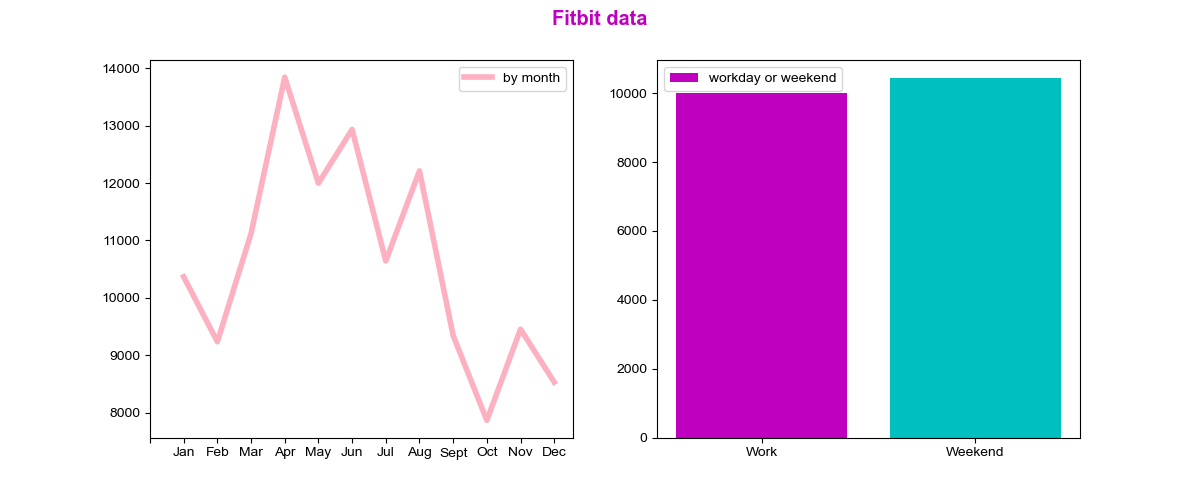 Fitbit data
by month
14000
13000
12000
11000
10000
9000
8000
Jan Feb Mar Apr May Jun Jul Aug Sept Oct Nov Dec
workday or weekend
10000
8000
6000
4000
2000
0
Work Weekend